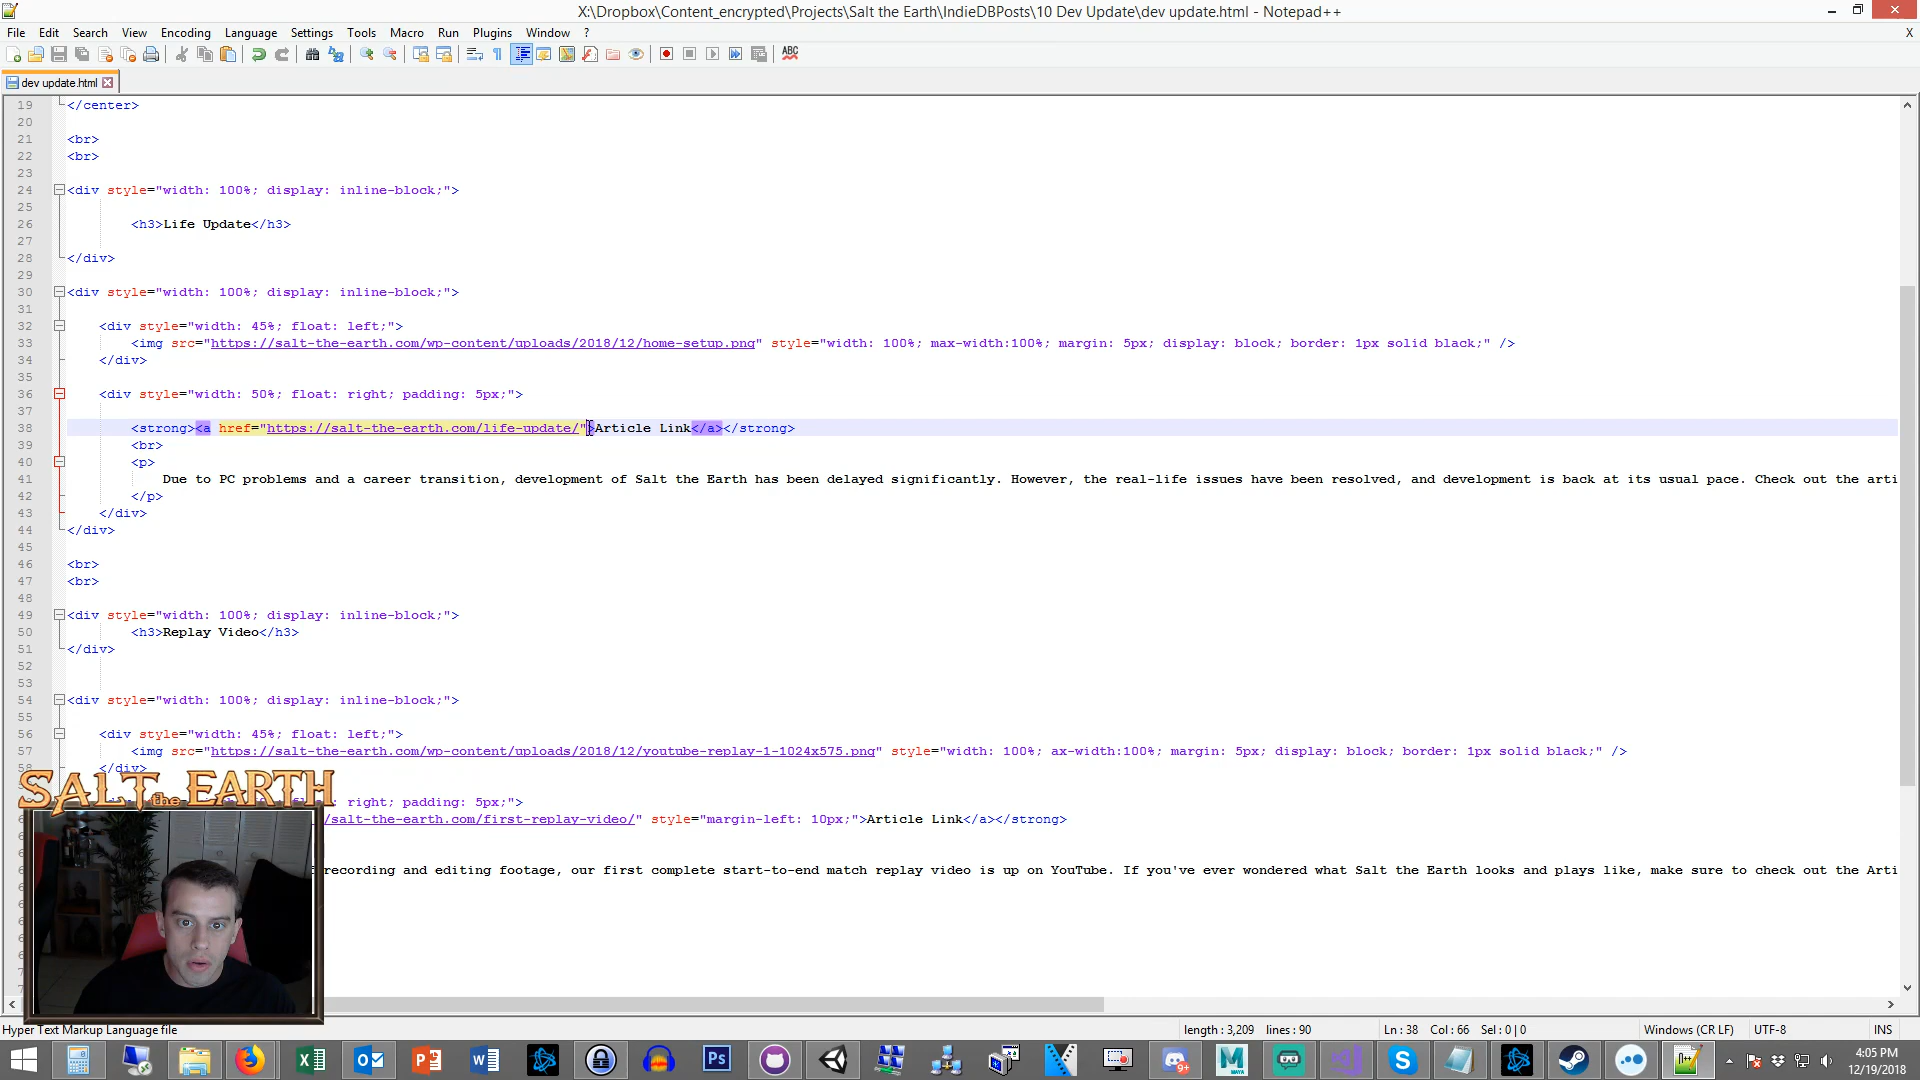 X:\Dropbox\Content_encrypted\Projects\Salt the Earth\IndieDBPosts\10 Dev Update\dev update.html - Notepad++
File Edit Search View Encoding Language Settings Tools Macro Run Plugins Window ? X
ABC
dev update.html
19 </center>
20
21 <br>
22 <br>
23
24 <div style="width: 100%; display: inline-block;">
25
26 <h3>Life Update</h3>
27
28 </div>
29
30 <div style="width: 100%; display: inline-block;">
31
32 <div style="width: 45%; float: left;">
33 <img src="https://salt-the-earth.com/wp-content/uploads/2018/12/home-setup.png" style="width: 100%; max-width:100%; margin: 5px; display: block; border: 1px solid black;" />
34 </div>
35
36 <div style="width: 50%; float: right; padding: 5px;">
37
38 <strong><a href="https://salt-the-earth.com/life-update/">Article Link</a></strong>
39 <br>
40 <p>
41 Due to PC problems and a career transition, development of Salt the Earth has been delayed significantly. However, the real-life issues have been resolved, and development is back at its usual pace. Check out the arti
42 </p>
43 </div>
44 </div>
45
46 <br>
47 <br>
48
49 <div style="width: 100%; display: inline-block;">
50 <h3>Replay Video</h3>
51 </div>
52
53
54 <div style="width: 100%; display: inline-block;">
55
56 <div style="width: 45%; float: left;">
57 <img src="https://salt-the-earth.com/wp-content/uploads/2018/12/youtube-replay-1-1024x575.png" style="width: 100%; ax-width:100%; margin: 5px; display: block; border: 1px solid black;" />
58 </div>
SALT the EARTH
right; padding: 5px;">
/salt-the-earth.com/first-replay-video/" style="margin-left: 10px;">Article Link</a></strong>
recording and editing footage, our first complete start-to-end match replay video is up on YouTube. If you've ever wondered what Salt the Earth looks and plays like, make sure to check out the Arti
Hyper Text Markup Language file length : 3,209 lines : 90 Ln : 38 Col : 66 Sel : 0 | 0 Windows (CR LF) UTF-8 INS
Ps
9+
4:05 PM
12/19/2018